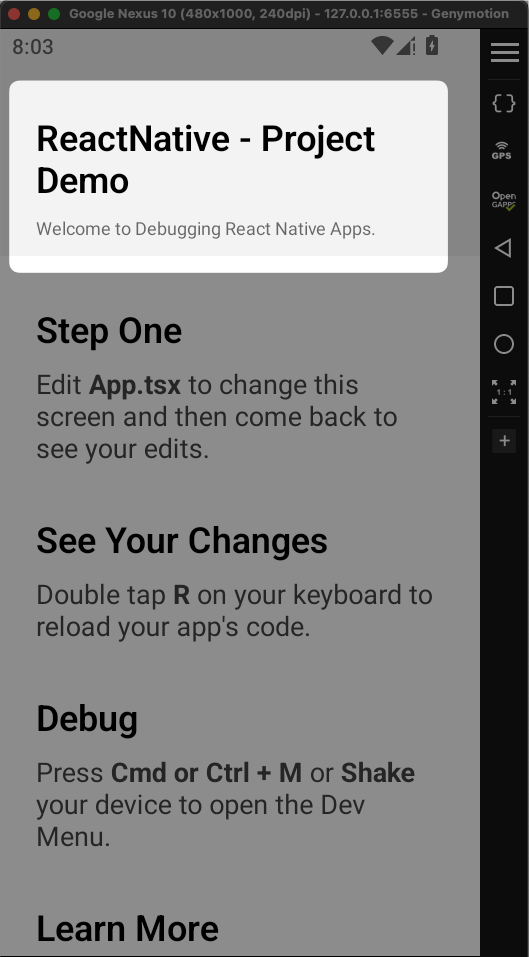 Google Nexus 10 (480x1000, 240dpi) - 127.0.0.1:6555 - Genymotion
8:03
GPS
Open
GAPPS
1:1
ReactNative - Project
Demo
Welcome to Debugging React Native Apps.
Step One
Edit App.tsx to change this
screen and then come back to
see your edits.
See Your Changes
Double tap R on your keyboard to
reload your app's code.
Debug
Press Cmd or Ctrl + M or Shake
your device to open the Dev
Menu.
Learn More